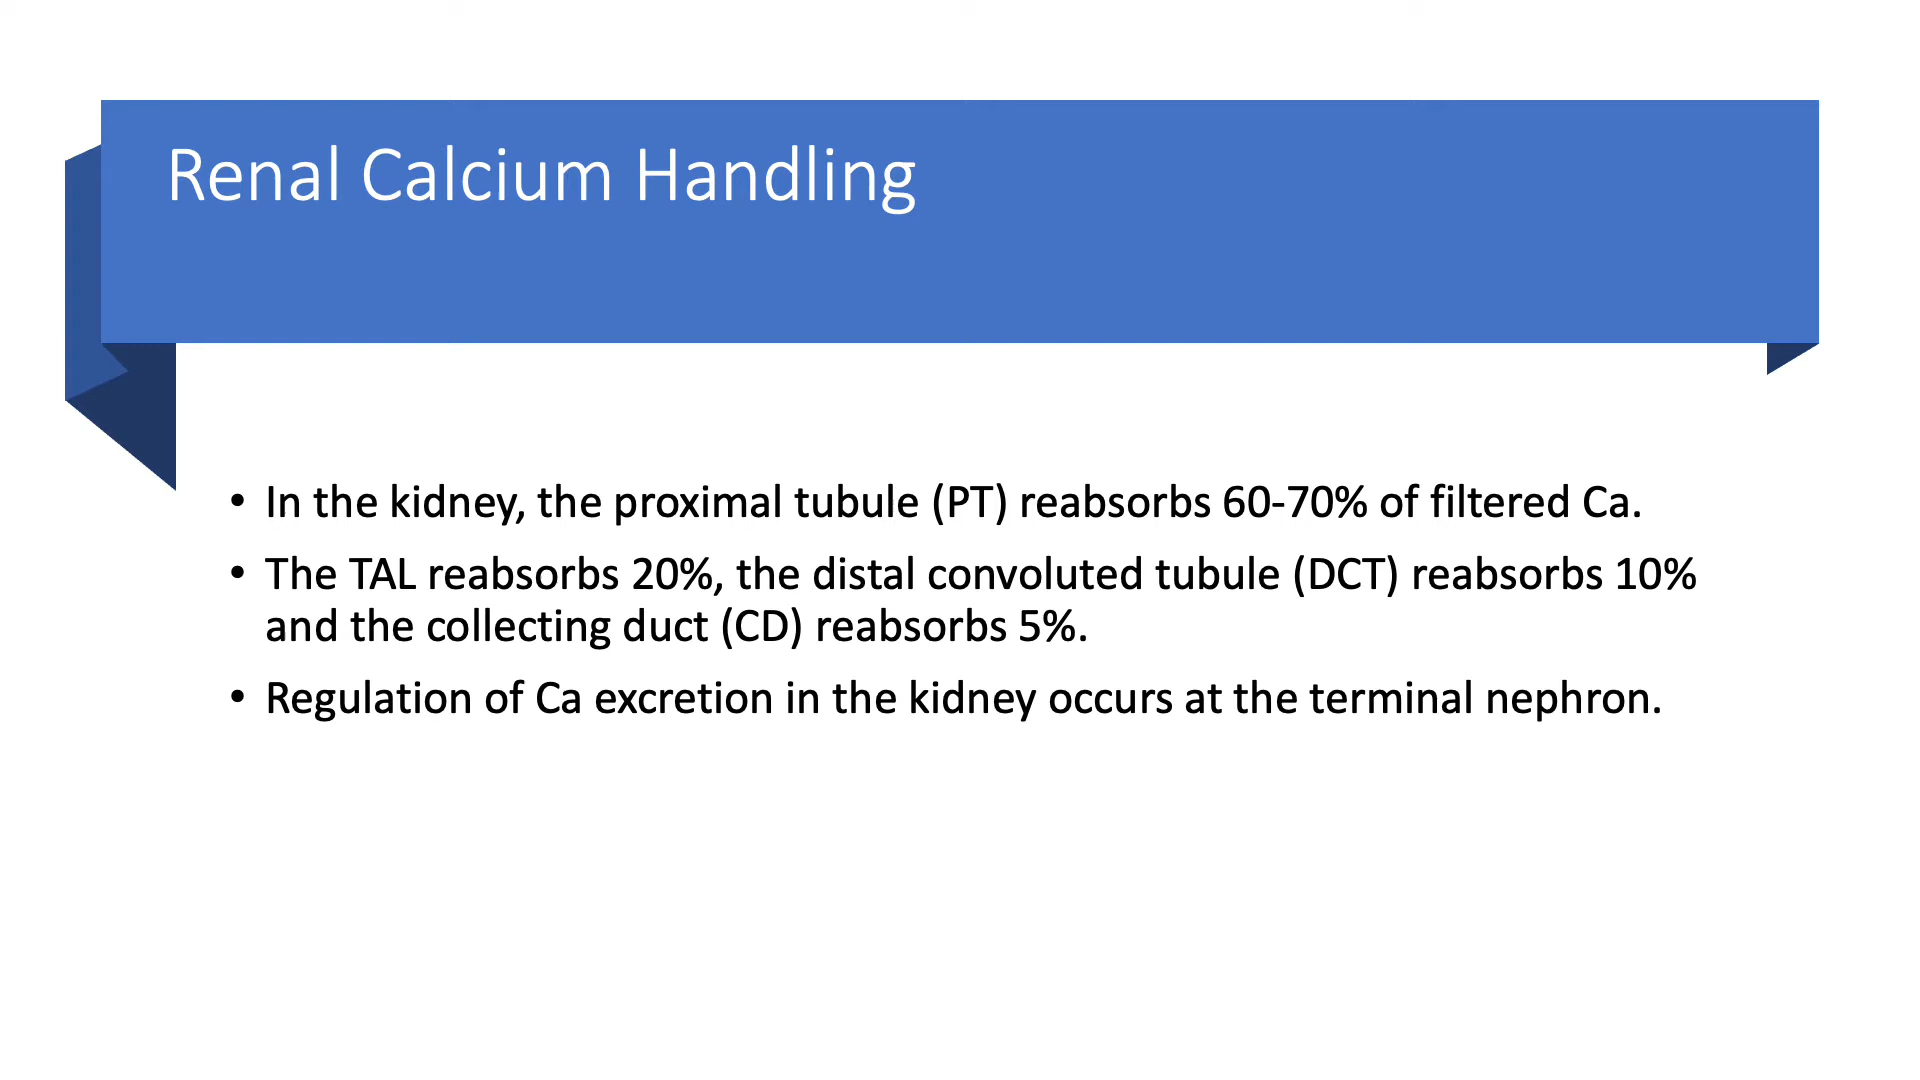 Renal Calcium Handling
• In the kidney, the proximal tubule (PT) reabsorbs 60-70% of filtered Ca.
• The TAL reabsorbs 20%, the distal convoluted tubule (DCT) reabsorbs 10%
and the collecting duct (CD) reabsorbs 5%.
• Regulation of Ca excretion in the kidney occurs at the terminal nephron.